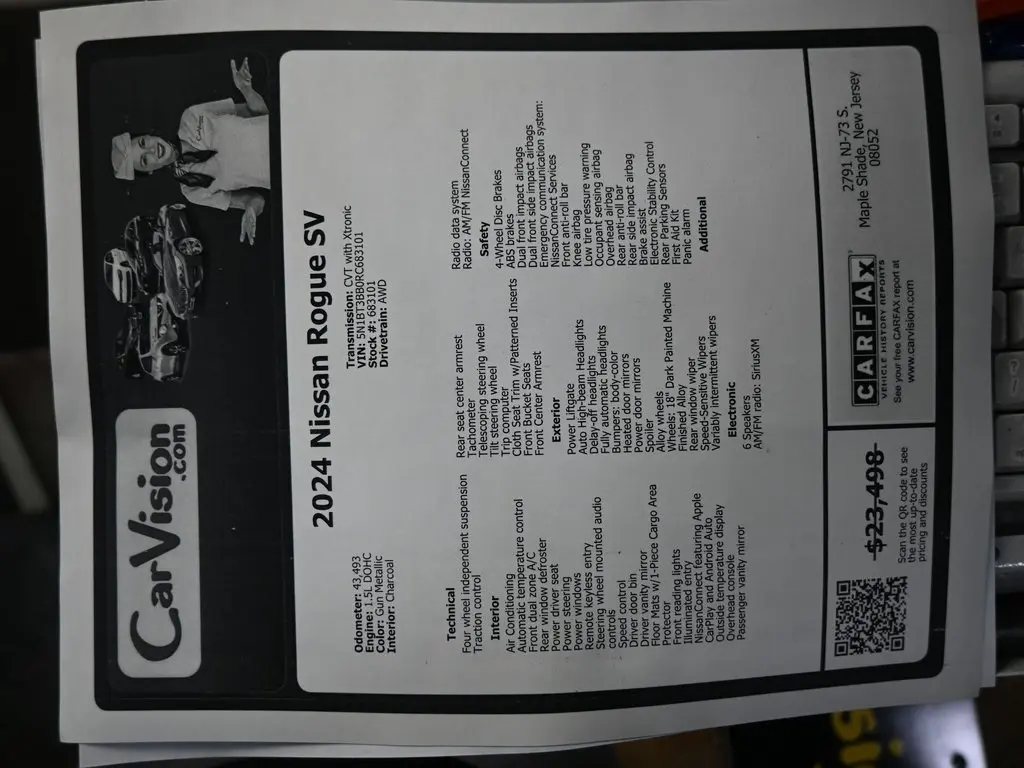 CarVision
.com
2024 Nissan Rogue SV
Odometer: 43,493
Engine: 1.5L DOHC
Color: Gun Metallic
Interior: Charcoal
Transmission: CVT with Xtronic
VIN: 5N1BT3BB0RC683101
Stock #: 683101
Drivetrain: AWD
Technical
Four wheel independent suspension
Traction control
Interior
Air Conditioning
Automatic temperature control
Front dual zone A/C
Rear window defroster
Power driver seat
Power steering
Power windows
Remote keyless entry
Steering wheel mounted audio
controls
Speed control
Driver door bin
Driver vanity mirror
Floor Mats w/1-Piece Cargo Area
Protector
Front reading lights
Illuminated entry
NissanConnect featuring Apple
CarPlay and Android Auto
Outside temperature display
Overhead console
Passenger vanity mirror
Rear seat center armrest
Tachometer
Telescoping steering wheel
Tilt steering wheel
Trip computer
Cloth Seat Trim w/Patterned Inserts
Front Bucket Seats
Front Center Armrest
Exterior
Power Liftgate
Auto High-beam Headlights
Delay-off headlights
Fully automatic headlights
Bumpers: body-color
Heated door mirrors
Power door mirrors
Spoiler
Alloy wheels
Wheels: 18" Dark Painted Machine
Finished Alloy
Rear window wiper
Speed-Sensitive Wipers
Variably intermittent wipers
Electronic
6 Speakers
AM/FM radio: SiriusXM
Radio data system
Radio: AM/FM NissanConnect
Safety
4-Wheel Disc Brakes
ABS brakes
Dual front impact airbags
Dual front side impact airbags
Emergency communication system:
NissanConnect Services
Front anti-roll bar
Knee airbag
Low tire pressure warning
Occupant sensing airbag
Overhead airbag
Rear anti-roll bar
Rear side impact airbag
Brake assist
Electronic Stability Control
Rear Parking Sensors
First Aid Kit
Panic alarm
Additional
$23,498
Scan the QR code to see
the most up-to-date
pricing and discounts
CARFAX
VEHICLE HISTORY REPORTS
See your free CARFAX report at
www.carvision.com
2791 NJ-73 S.
Maple Shade, New Jersey
08052